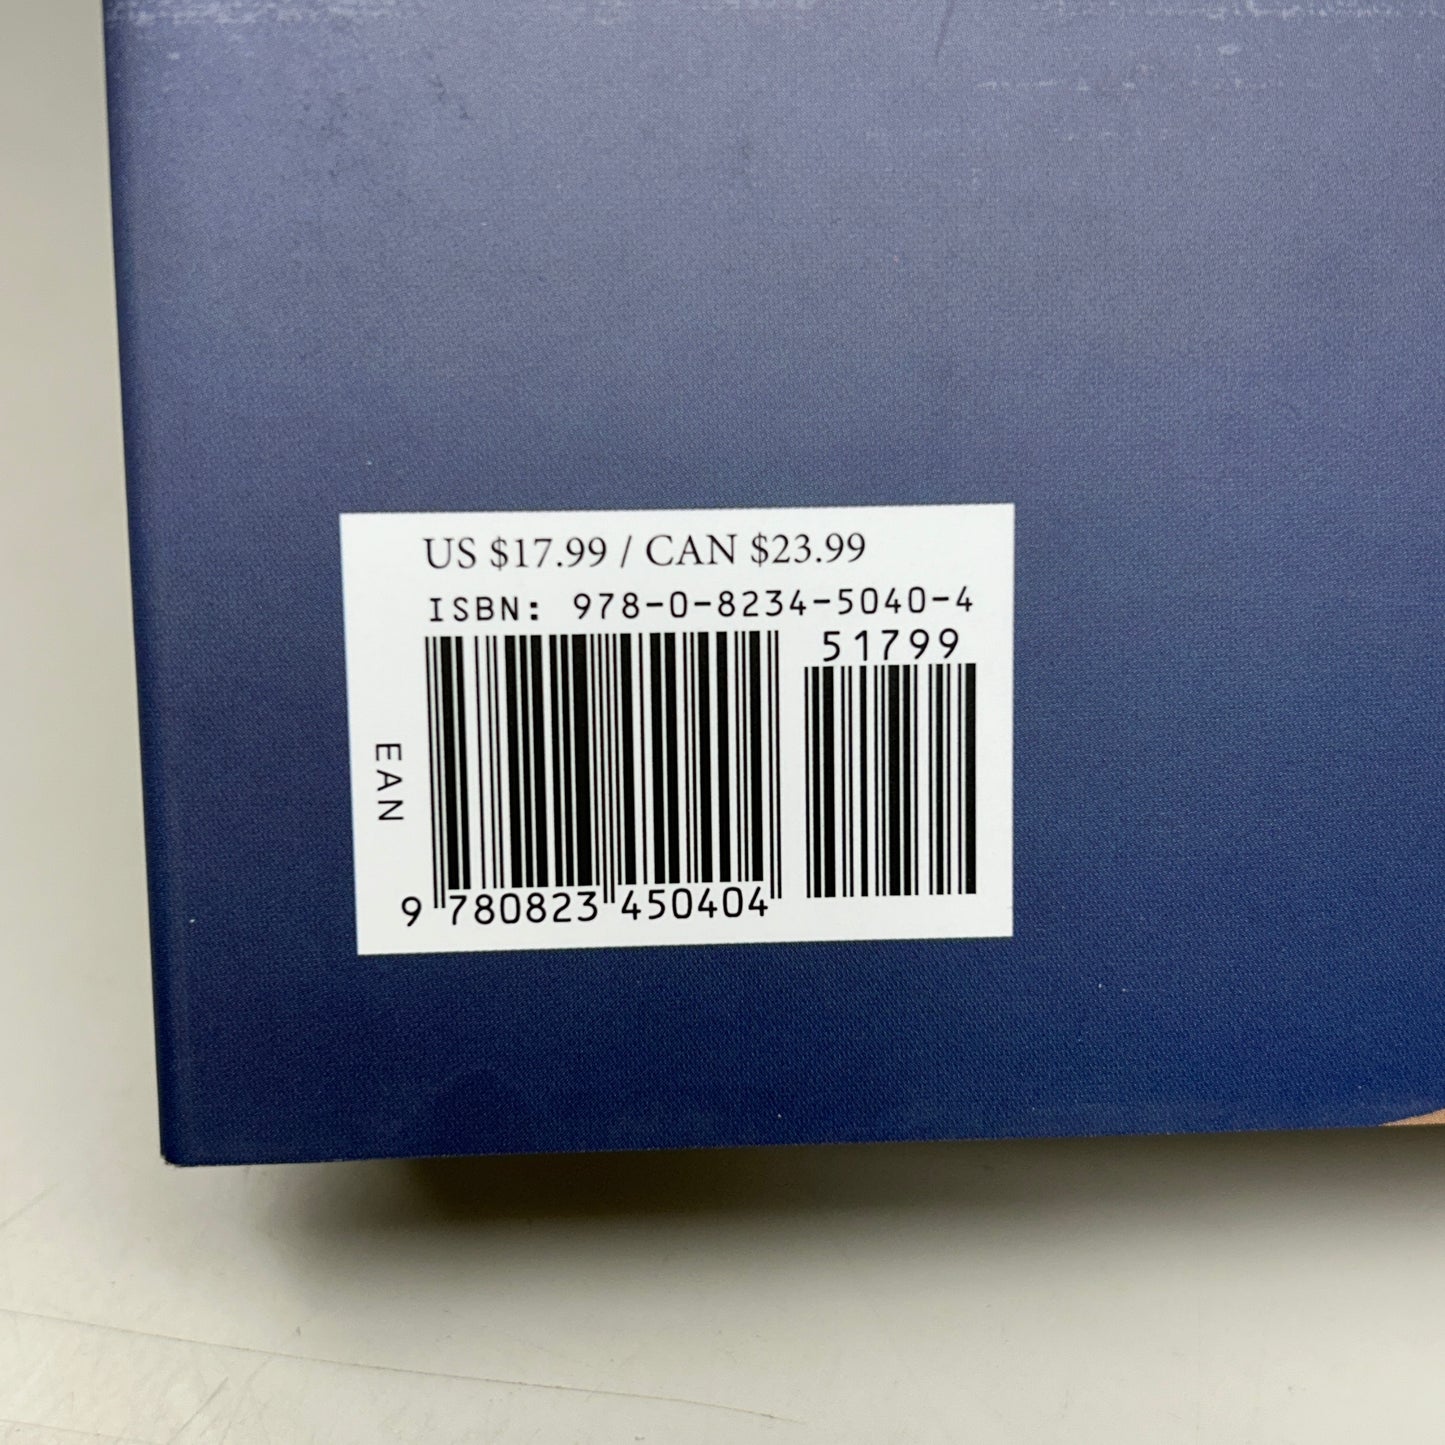 US $17.99 / CAN $23.99
ISBN: 978-0-8234-5040-4
51799
EAN
9 780823 450404